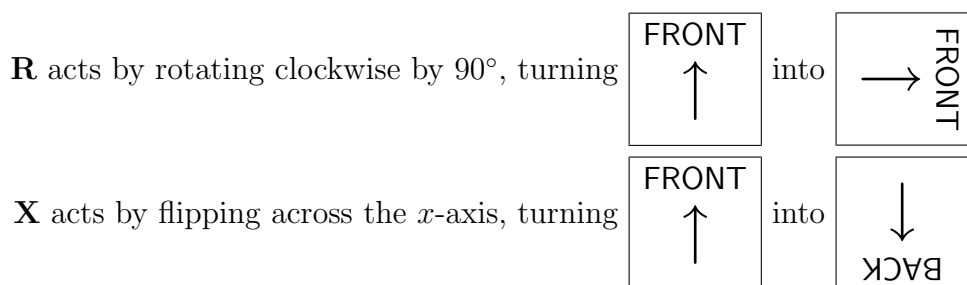 R acts by rotating clockwise by 90°, turning FRONT into FRONT
X acts by flipping across the x-axis, turning FRONT into BACK